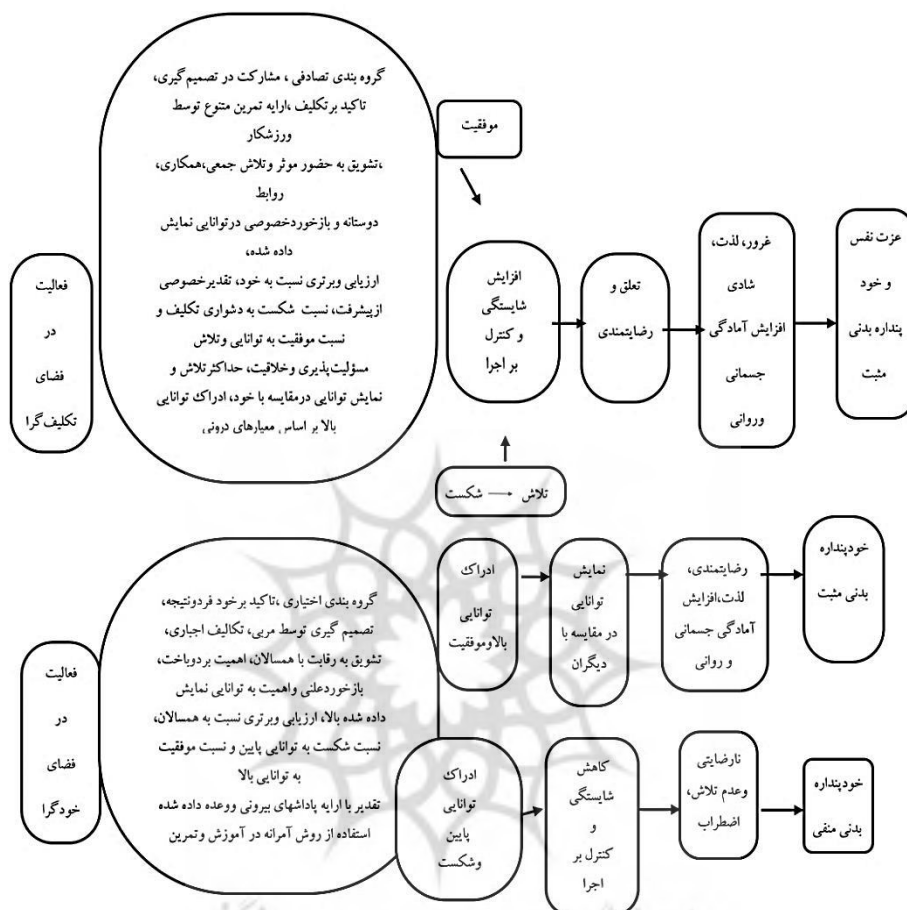 گروه بندی تصادفی ، مشارکت در تصمیم گیری،
تاکید برتکلیف ،ارایه تمرین متنوع توسط
ورزشکار
،تشویق به حضور موثر وتلاش جمعی،همکاری،
روابط
دوستانه و بازخوردخصوصی درتوانایی نمایش
داده شده،
ارزیابی وبرتری نسبت به خود، تقدیرخصوصی
ازپیشرفت، نسبت شکست به دشواری تکلیف و
نسبت موفقیت به توانایی وتلاش
مسؤلیت‌پذیری وخلاقیت، حداکثرتلاش و
نمایش توانایی درمقایسه با خود، ادراک توانایی
بالا بر اساس معیارهای درونی
فعالیت
در
فضای
تکلیف‌گرا
موفقیت
افزایش
شایستگی
و کنترل
بر اجرا
تعلق و
رضایتمندی
غرور، لذت،
شادی
افزایش آمادگی
جسمانی
وروانی
عزت نفس
و خود
پنداره بدنی
مثبت
تلاش → شکست
فعالیت
در
فضای
خودگرا
گروه بندی اختیاری ،تاکید برخود فردونتیجه،
تصمیم گیری توسط مربی، تکالیف اجباری،
تشویق به رقابت با همسالان، اهمیت بردوباخت،
بازخوردعلنی واهمیت به توانایی نمایش
داده شده بالا، ارزیابی وبرتری نسبت به همسالان،
نسبت شکست به توانایی پایین و نسبت موفقیت
به توانایی بالا
تقدیر با ارایه پاداشهای بیرونی ووعده داده شده
استفاده از روش آمرانه در آموزش وتمرین
ادراک
توانایی
بالاوموفقیت
نمایش
توانایی
در مقایسه با
دیگران
رضایتمندی،
لذت،افزایش
آمادگی جسمانی
و روانی
خودپنداره
بدنی مثبت
ادراک
توانایی
پایین
وشکست
کاهش
شایستگی
و
کنترل بر
اجرا
نارضایتی
وعدم تلاش،
اضطراب
خودپنداره
بدنی منفی